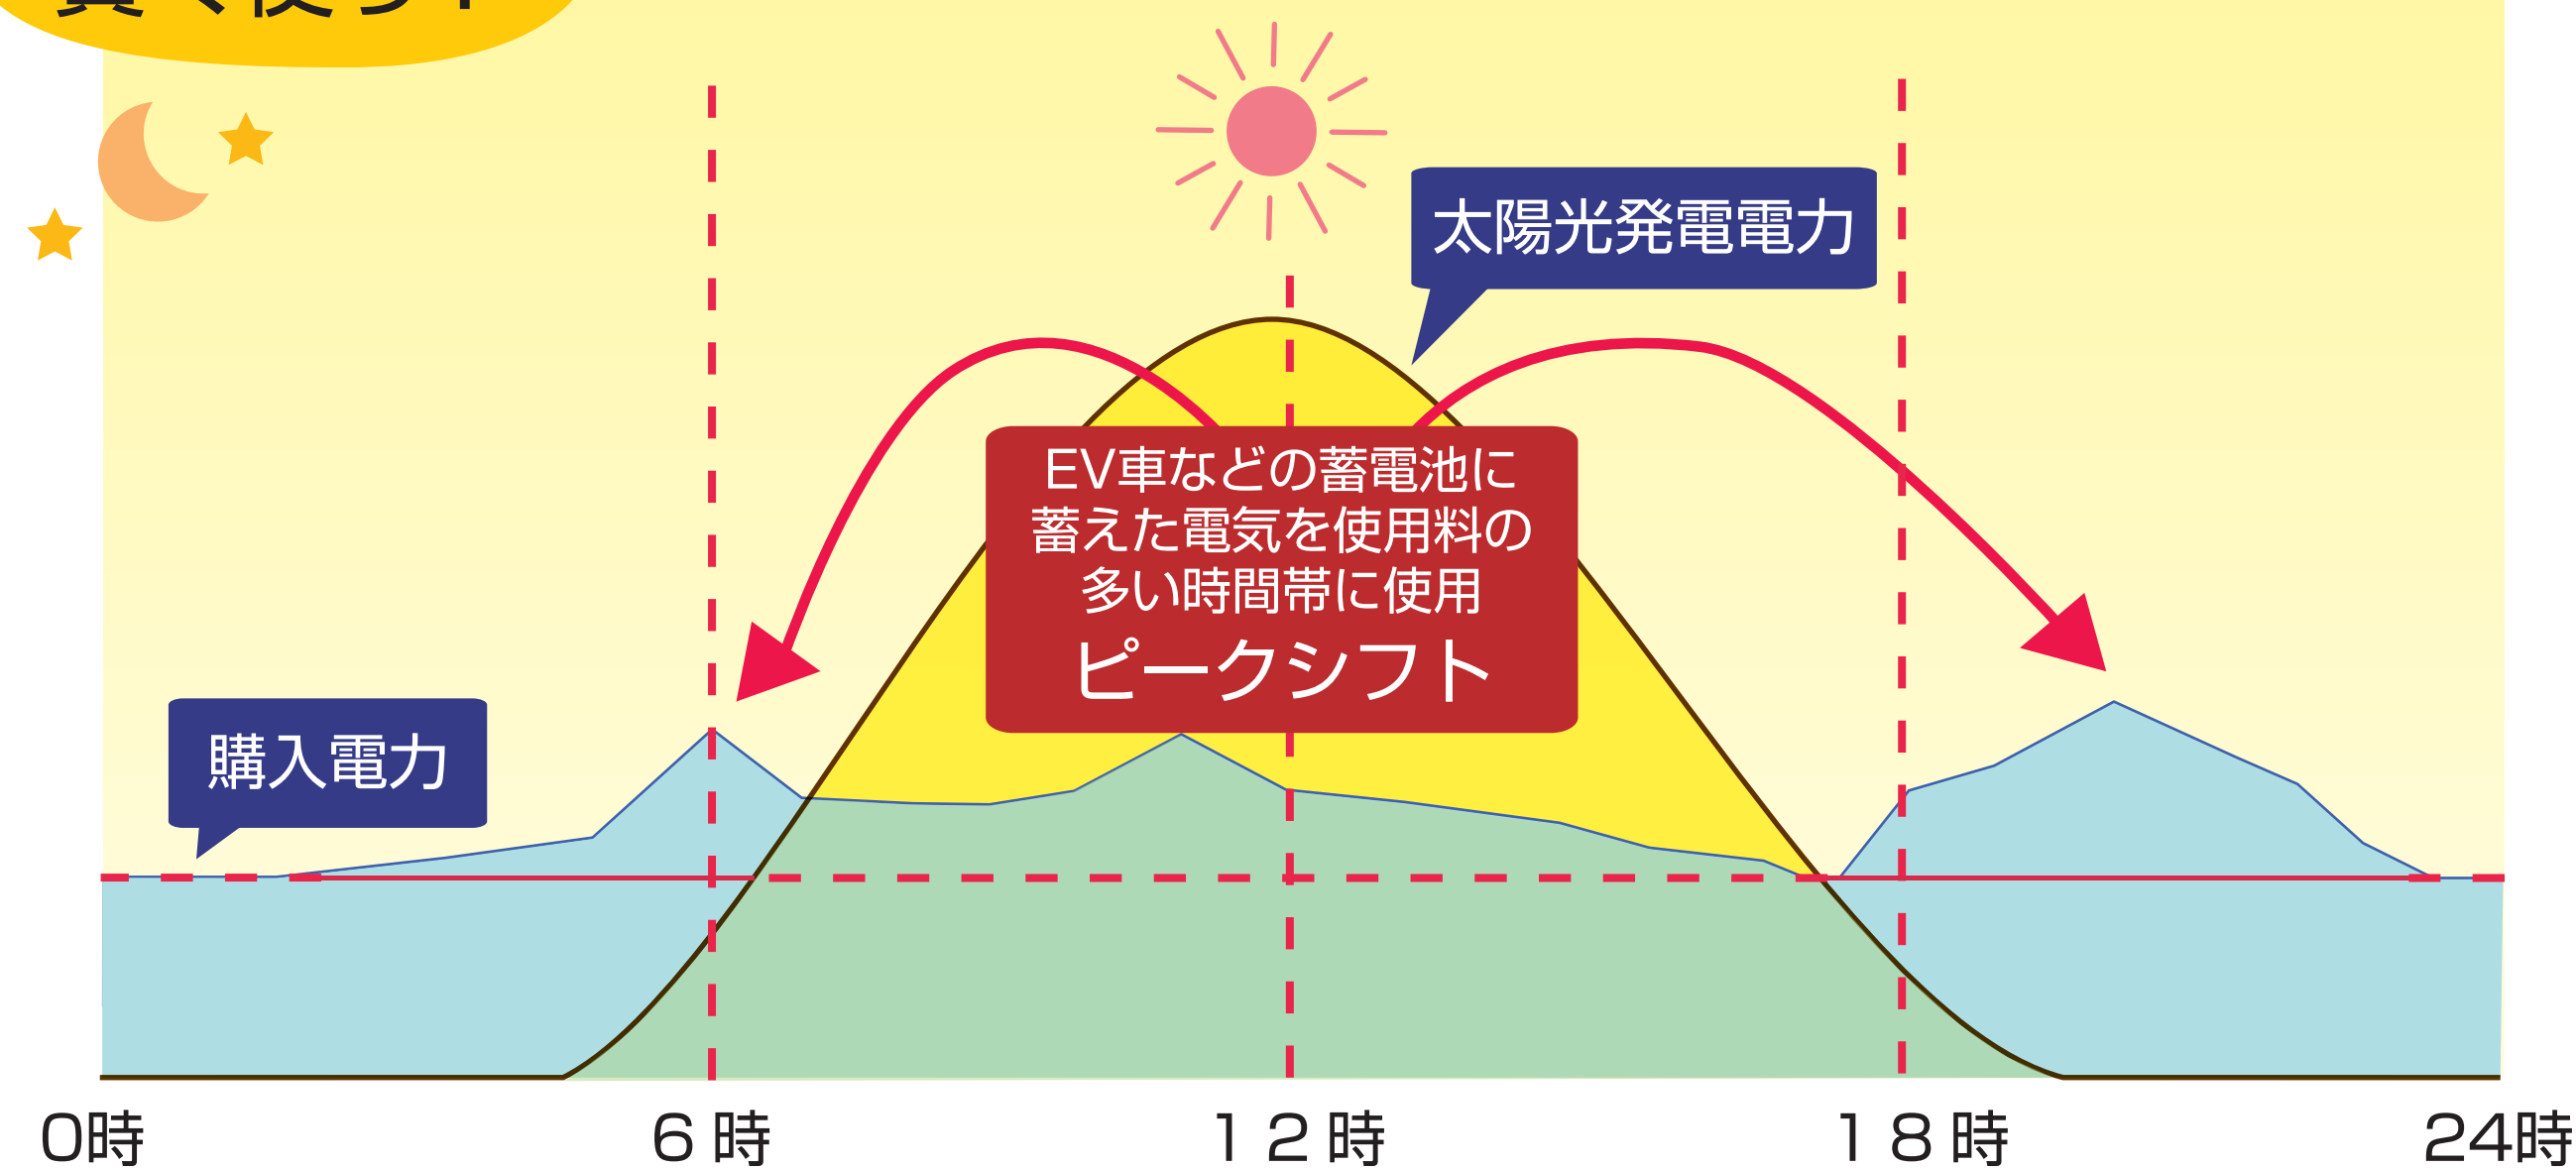 太陽光発電電力
EV車などの蓄電池に
蓄えた電気を使用料の
多い時間帯に使用
ピークシフト
購入電力
0時
6時
12時
18時
24時